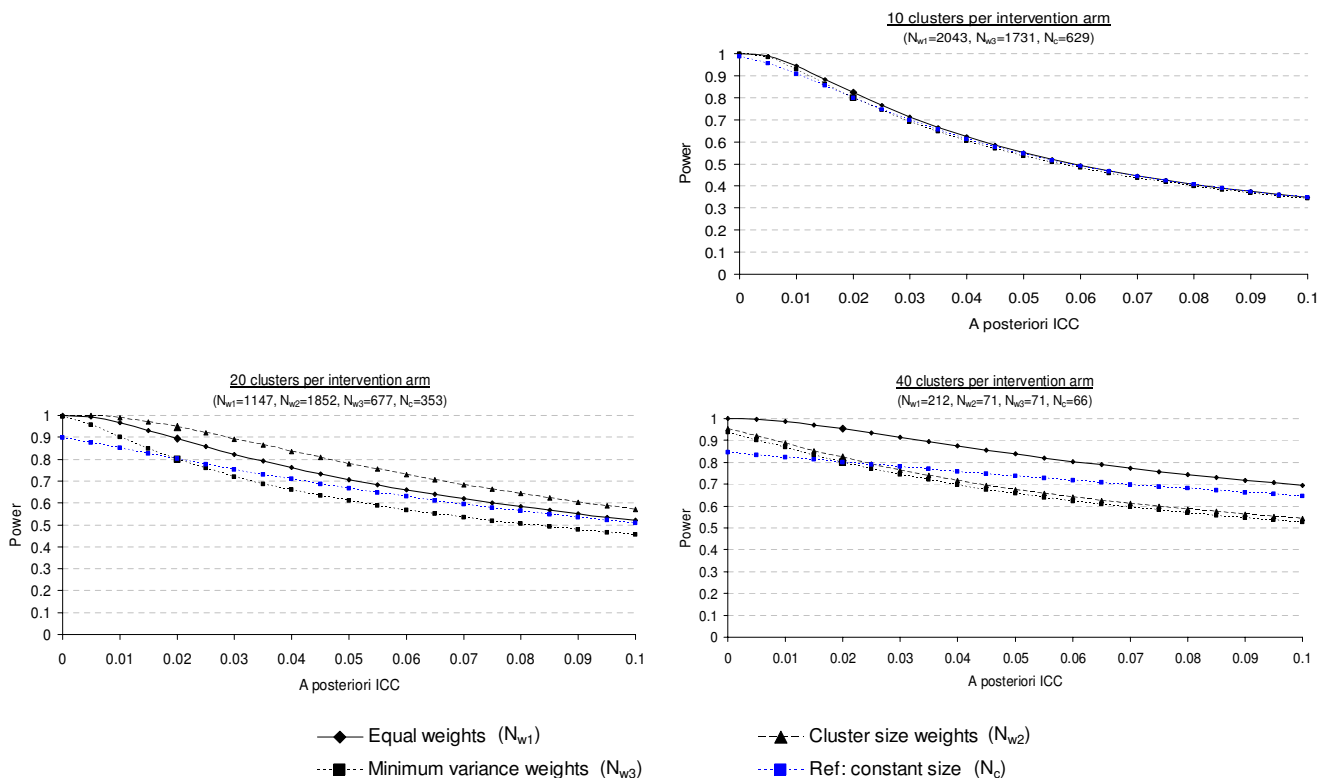 10 clusters per intervention arm
(Nw1=2043, Nw3=1731, Nc=629)
1
0.9
0.8
0.7
0.6
0.5
0.4
0.3
0.2
0.1
0
Power
0 0.01 0.02 0.03 0.04 0.05 0.06 0.07 0.08 0.09 0.1
A posteriori ICC
20 clusters per intervention arm
(Nw1=1147, Nw2=1852, Nw3=677, Nc=353)
1
0.9
0.8
0.7
0.6
0.5
0.4
0.3
0.2
0.1
0
Power
0 0.01 0.02 0.03 0.04 0.05 0.06 0.07 0.08 0.09 0.1
A posteriori ICC
40 clusters per intervention arm
(Nw1=212, Nw2=71, Nw3=71, Nc=66)
1
0.9
0.8
0.7
0.6
0.5
0.4
0.3
0.2
0.1
0
Power
0 0.01 0.02 0.03 0.04 0.05 0.06 0.07 0.08 0.09 0.1
A posteriori ICC
Equal weights (Nw1)
Cluster size weights (Nw2)
Minimum variance weights (Nw3)
Ref: constant size (Nc)